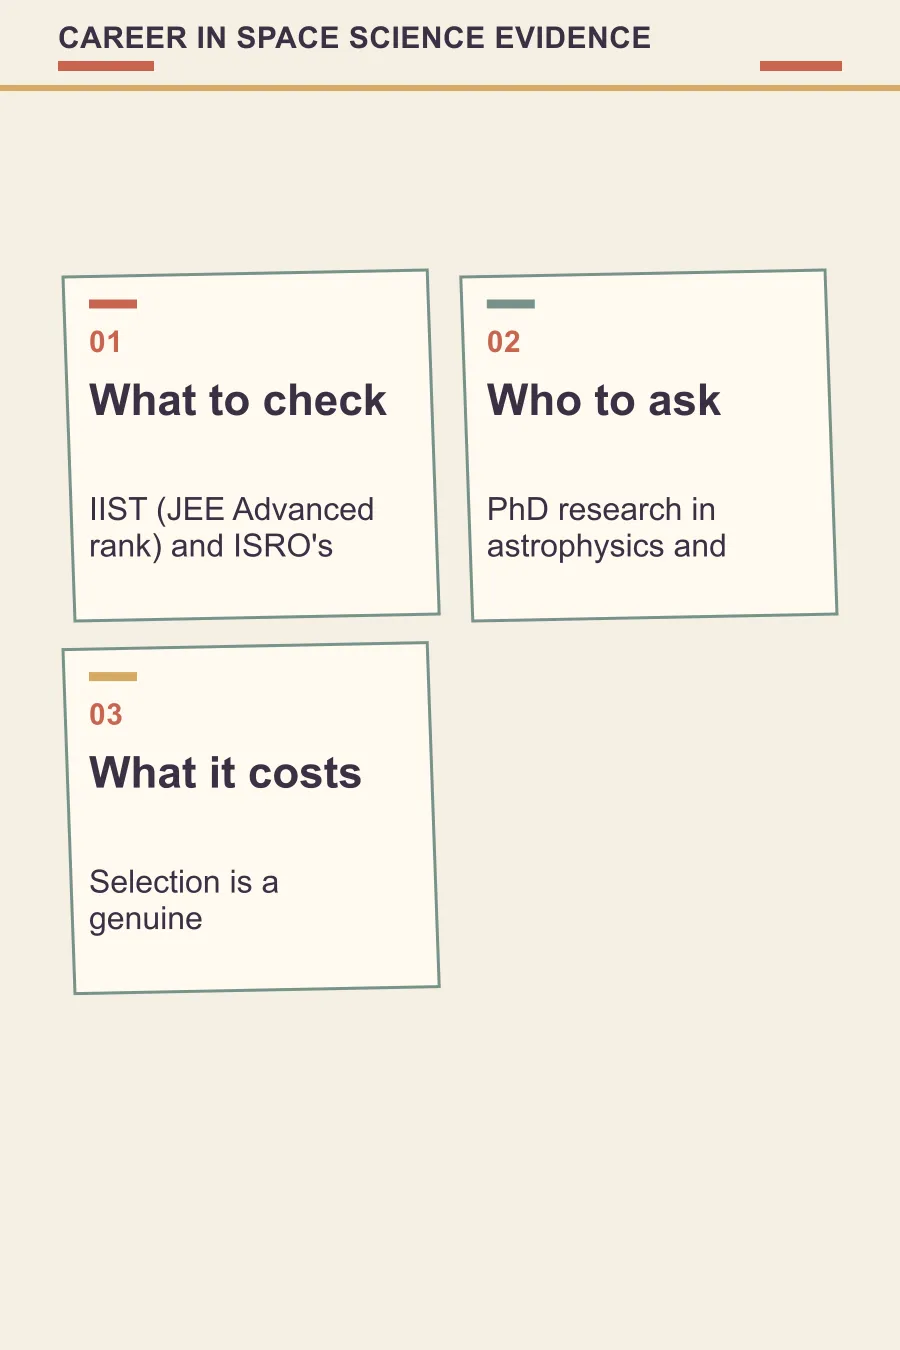 CAREER IN SPACE SCIENCE EVIDENCE
01
What to check
IIST (JEE Advanced
rank) and ISRO's
02
Who to ask
PhD research in
astrophysics and
03
What it costs
Selection is a
genuine